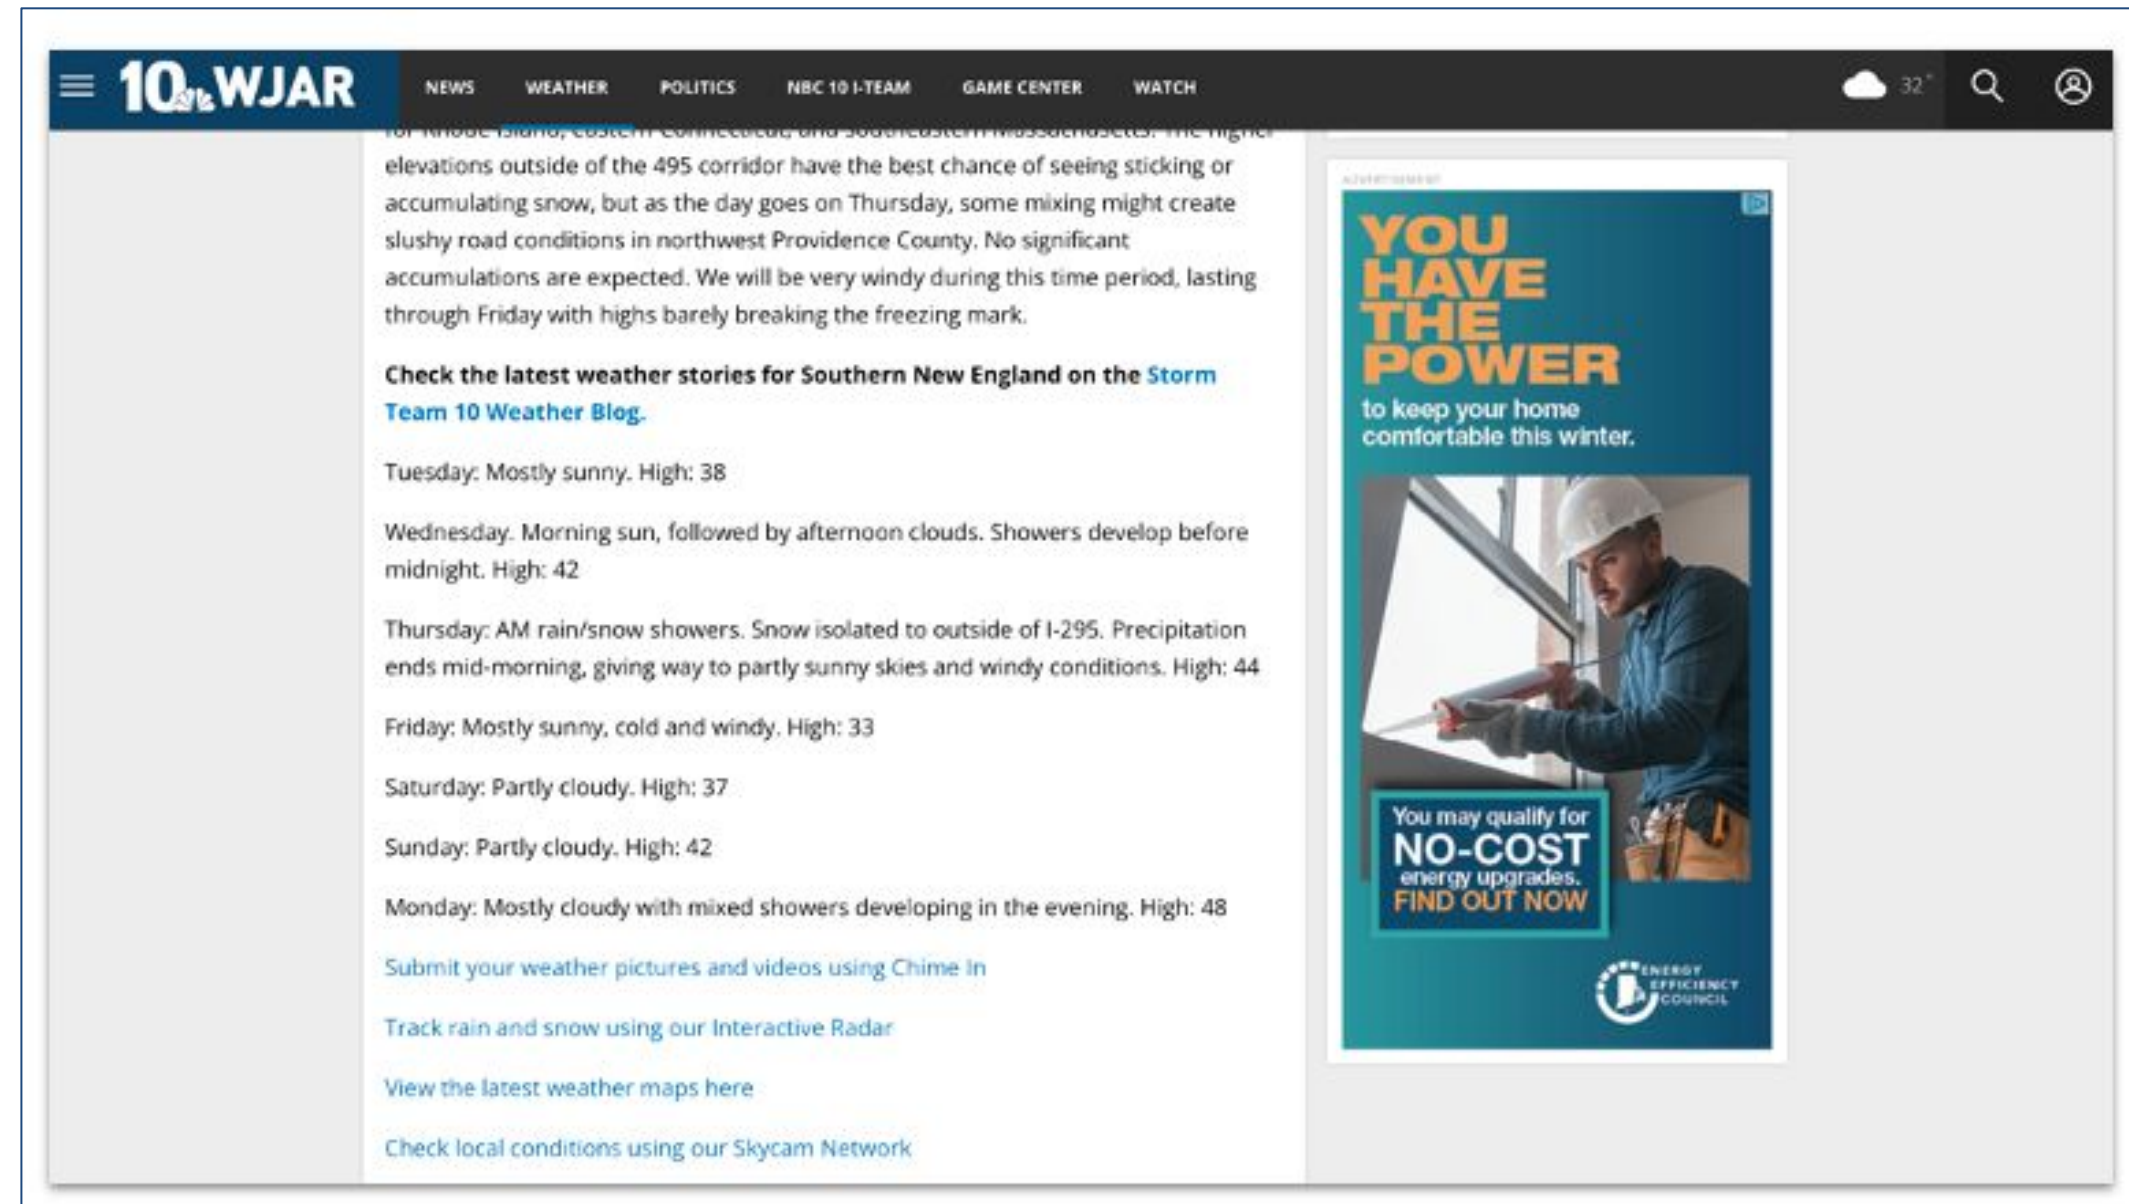 10 WJAR
NEWS WEATHER POLITICS NBC 10 I-TEAM GAME CENTER WATCH
32°
for Rhode Island, eastern Connecticut, and southeastern Massachusetts. The higher
elevations outside of the 495 corridor have the best chance of seeing sticking or
accumulating snow, but as the day goes on Thursday, some mixing might create
slushy road conditions in northwest Providence County. No significant
accumulations are expected. We will be very windy during this time period, lasting
through Friday with highs barely breaking the freezing mark.
Check the latest weather stories for Southern New England on the Storm
Team 10 Weather Blog.
Tuesday: Mostly sunny. High: 38
Wednesday. Morning sun, followed by afternoon clouds. Showers develop before
midnight. High: 42
Thursday: AM rain/snow showers. Snow isolated to outside of I-295. Precipitation
ends mid-morning, giving way to partly sunny skies and windy conditions. High: 44
Friday: Mostly sunny, cold and windy. High: 33
Saturday: Partly cloudy. High: 37
Sunday: Partly cloudy. High: 42
Monday: Mostly cloudy with mixed showers developing in the evening. High: 48
Submit your weather pictures and videos using Chime In
Track rain and snow using our Interactive Radar
View the latest weather maps here
Check local conditions using our Skycam Network
ADVERTISEMENT
YOU
HAVE
THE
POWER
to keep your home
comfortable this winter.
You may qualify for
NO-COST
energy upgrades.
FIND OUT NOW
ENERGY
EFFICIENCY
COUNCIL